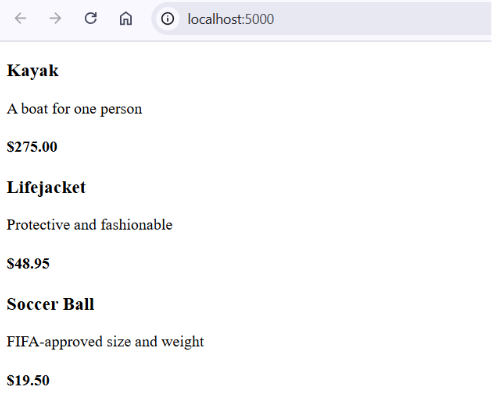 localhost:5000
Kayak
A boat for one person
$275.00
Lifejacket
Protective and fashionable
$48.95
Soccer Ball
FIFA-approved size and weight
$19.50